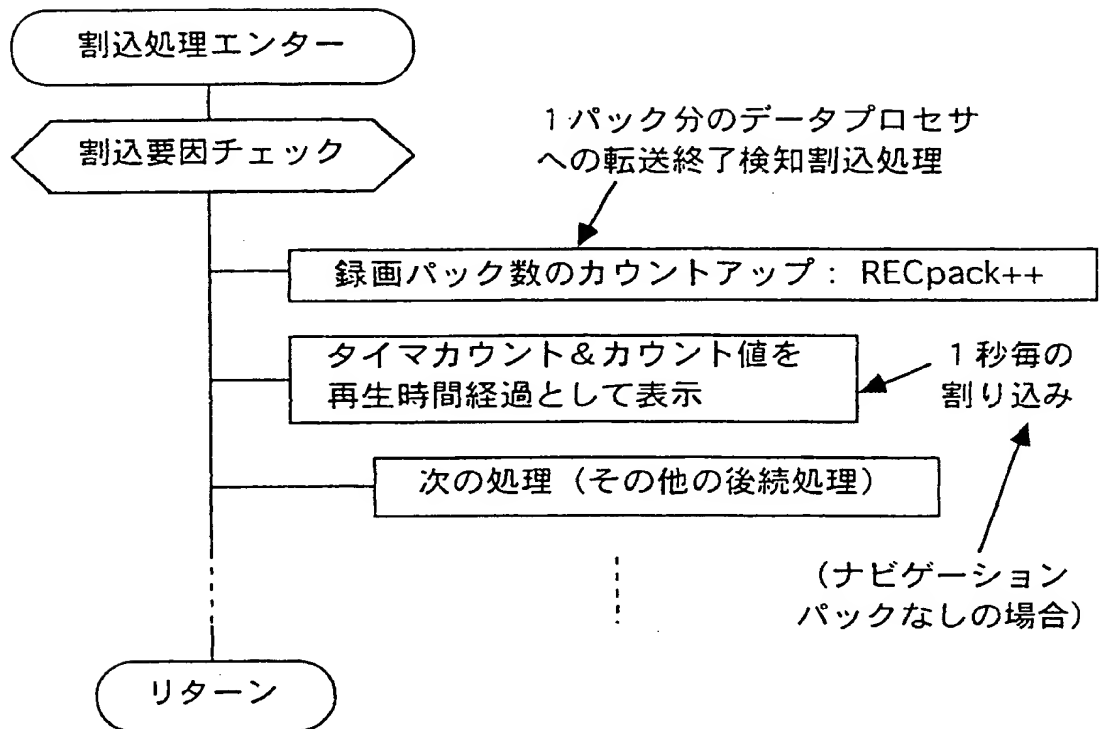 割込処理エンター
割込要因チェック
1パック分のデータプロセサ
への転送終了検知割込処理
録画パック数のカウントアップ： RECpack++
タイマカウント＆カウント値を
再生時間経過として表示
1秒毎の
割り込み
次の処理（その他の後続処理）
（ナビゲーション
パックなしの場合）
リターン